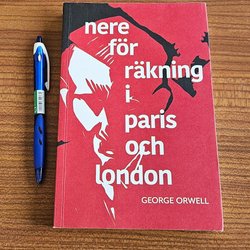 nere
för
räkning
i
paris
och
london
GEORGE ORWELL